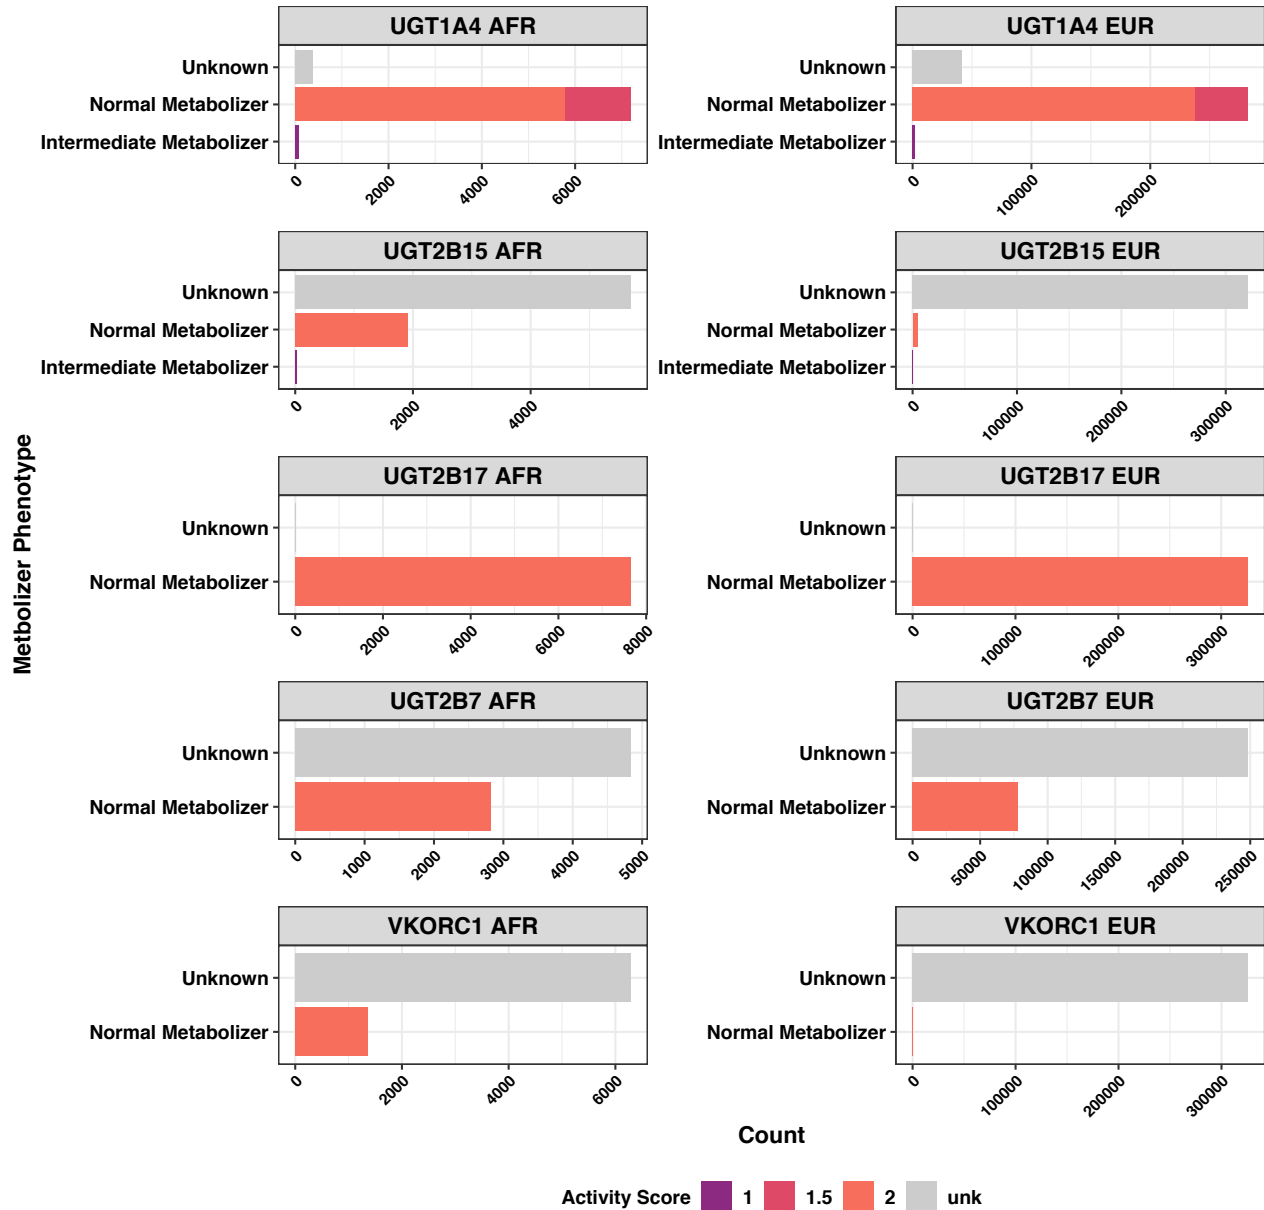 UGT1A4 AFR
Unknown
Normal Metabolizer
Intermediate Metabolizer
0 2000 4000 6000
UGT1A4 EUR
Unknown
Normal Metabolizer
Intermediate Metabolizer
0 100000 200000
UGT2B15 AFR
Unknown
Normal Metabolizer
Intermediate Metabolizer
0 2000 4000
UGT2B15 EUR
Unknown
Normal Metabolizer
Intermediate Metabolizer
0 100000 200000 300000
Metbolizer Phenotype
UGT2B17 AFR
Unknown
Normal Metabolizer
0 2000 4000 6000 8000
UGT2B17 EUR
Unknown
Normal Metabolizer
0 100000 200000 300000
UGT2B7 AFR
Unknown
Normal Metabolizer
0 1000 2000 3000 4000 5000
UGT2B7 EUR
Unknown
Normal Metabolizer
0 50000 100000 150000 200000 250000
VKORC1 AFR
Unknown
Normal Metabolizer
0 2000 4000 6000
VKORC1 EUR
Unknown
Normal Metabolizer
0 100000 200000 300000
Count
Activity Score 1 1.5 2 unk